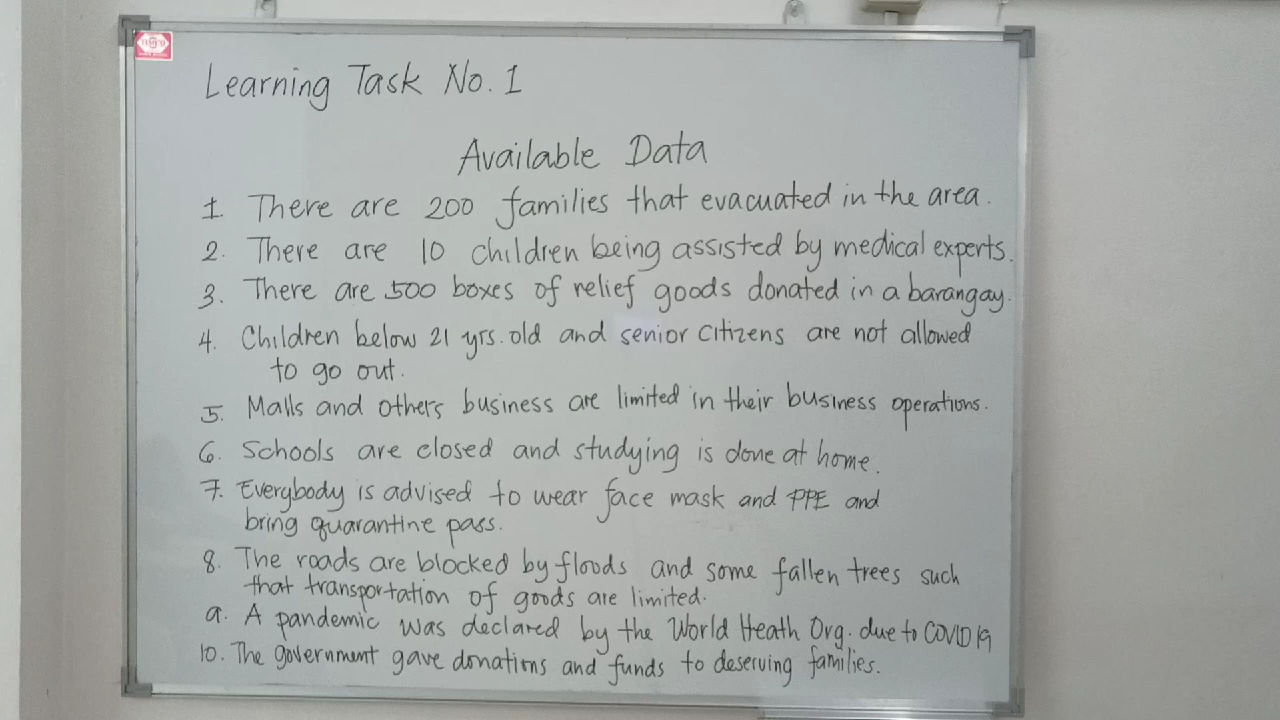 Learning Task No. 1
Available Data
1. There are 200 families that evacuated in the area.
2. There are 10 children being assisted by medical experts.
3. There are 500 boxes of relief goods donated in a barangay.
4. Children below 21 yrs. old and senior citizens are not allowed
to go out.
5. Malls and others business are limited in their business operations.
6. Schools are closed and studying is done at home.
7. Everybody is advised to wear face mask and PPE and
bring quarantine pass.
8. The roads are blocked by floods and some fallen trees such
that transportation of goods are limited.
9. A pandemic was declared by the World Heath Org. due to COVID 19
10. The government gave donations and funds to deserving families.